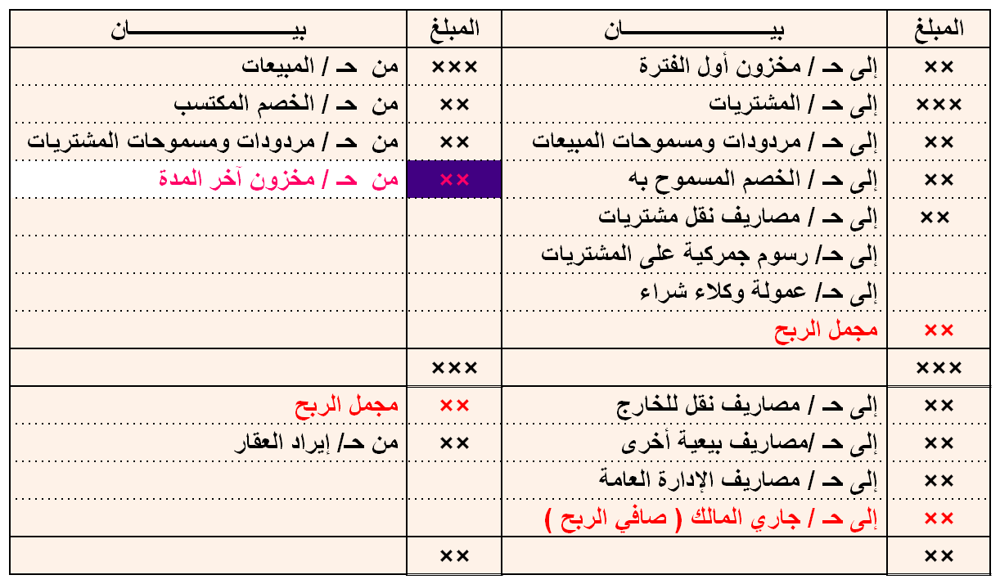 المبلغ بيـــــــــــــــــان المبلغ بيـــــــــــــــــان
×× إلى حـ / مخزون أول الفترة ××× من حـ / المبيعات
××× إلى حـ / المشتريات ×× من حـ / الخصم المكتسب
×× إلى حـ / مردودات ومسموحات المبيعات ×× من حـ / مردودات ومسموحات المشتريات
×× إلى حـ / الخصم المسموح به ×× من حـ / مخزون آخر المدة
×× إلى حـ / مصاريف نقل مشتريات
إلى حـ/ رسوم جمركية على المشتريات
إلى حـ/ عمولة وكلاء شراء
×× مجمل الربح
××× ×××
×× إلى حـ / مصاريف نقل للخارج ×× مجمل الربح
×× إلى حـ /مصاريف بيعية أخرى ×× من حـ/ إيراد العقار
×× إلى حـ / مصاريف الإدارة العامة
×× إلى حـ / جاري المالك ( صافي الربح )
×× ××